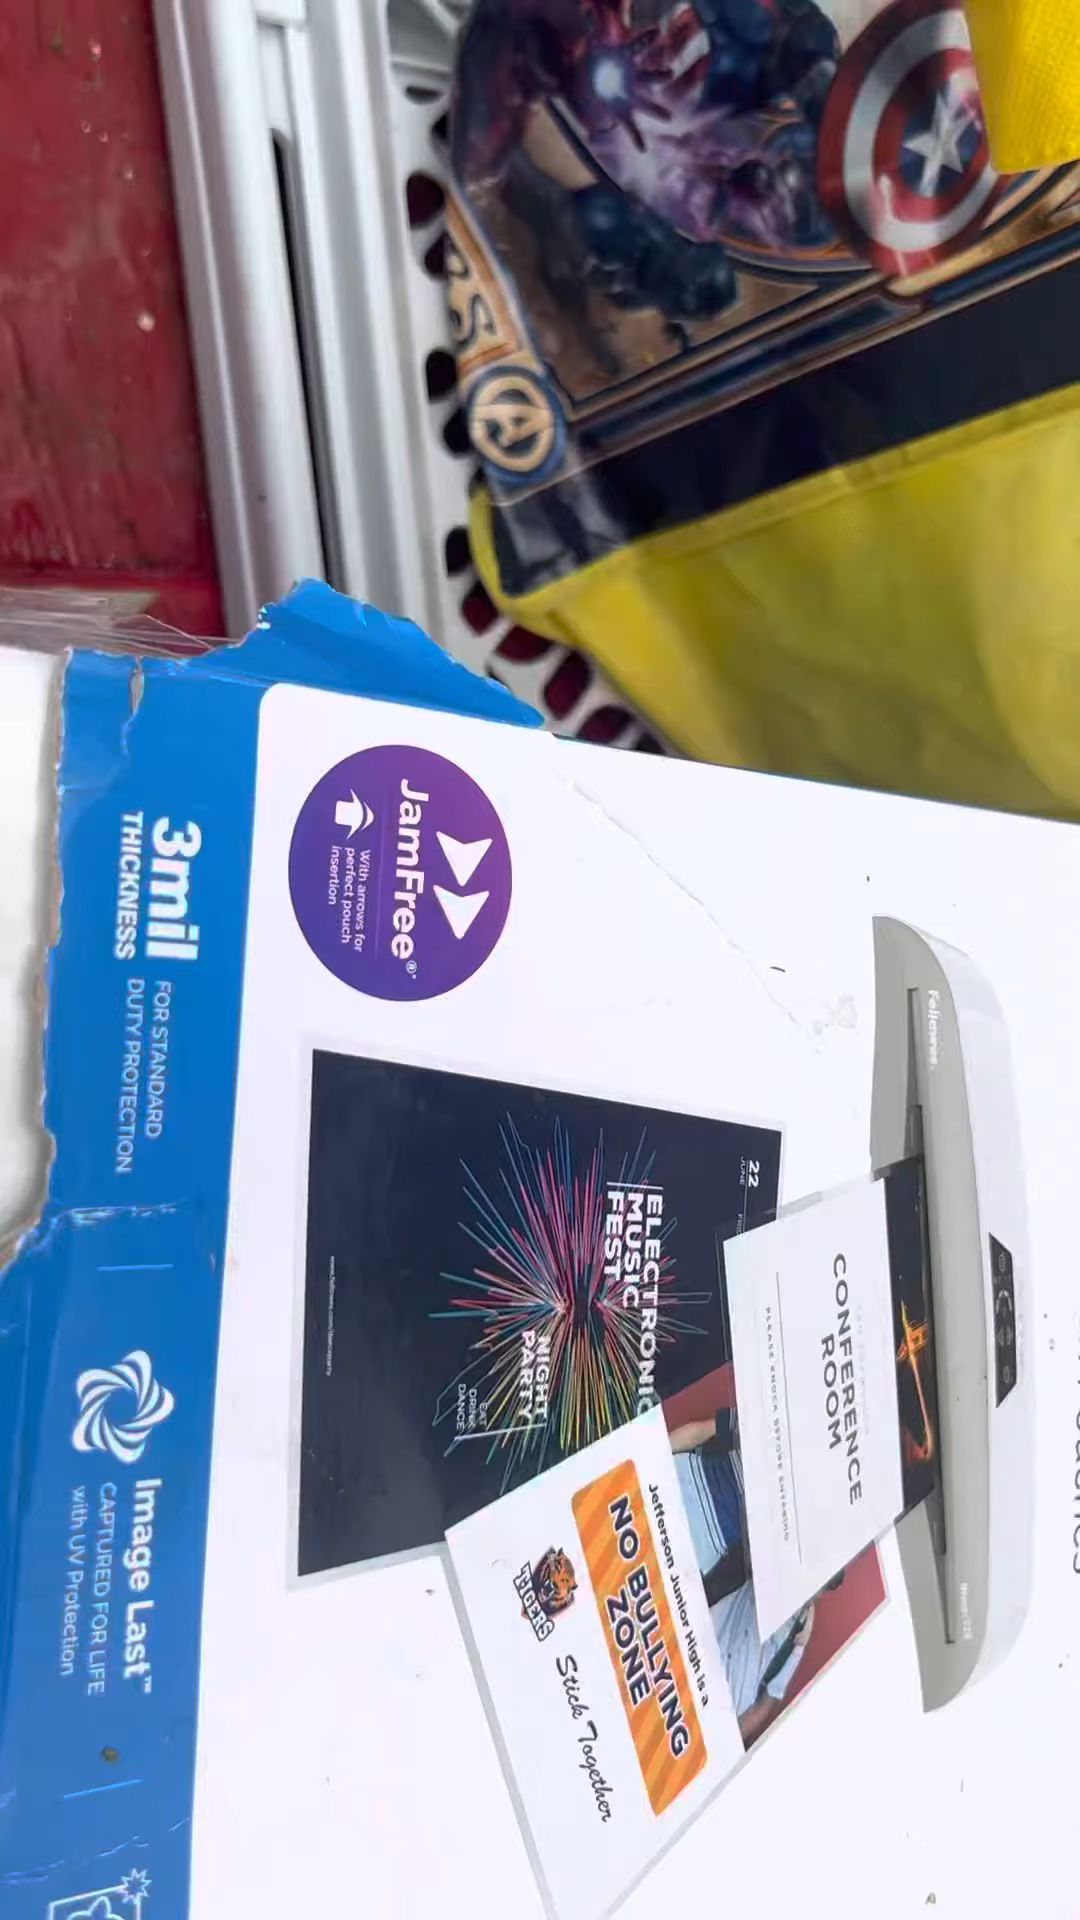 RS
A
JamFree®
With arrows for
perfect pouch
insertion
3mil
THICKNESS
FOR STANDARD
DUTY PROTECTION
Image Last™
CAPTURED FOR LIFE
with UV Protection
Fellowes
22
JUNE
ELECTRONIC
MUSIC
FEST
NIGHT
PARTY
EAT
DRINK
DANCE
CONFERENCE
ROOM
PLEASE KNOCK BEFORE ENTERING
Jefferson Junior High is a
NO BULLYING
ZONE
TIGERS
Stick Together